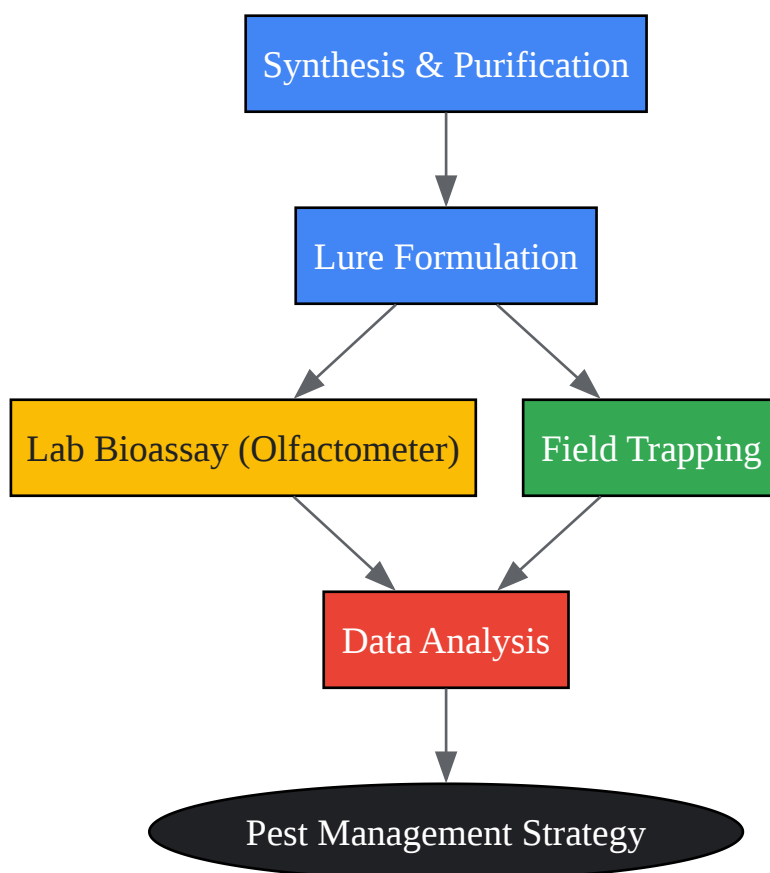 Synthesis & Purification
Lure Formulation
Lab Bioassay (Olfactometer)
Field Trapping
Data Analysis
Pest Management Strategy